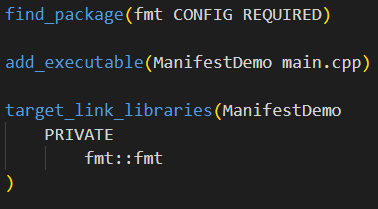 find_package(fmt CONFIG REQUIRED)
add_executable(ManifestDemo main.cpp)
target_link_libraries(ManifestDemo
PRIVATE
fmt::fmt
)